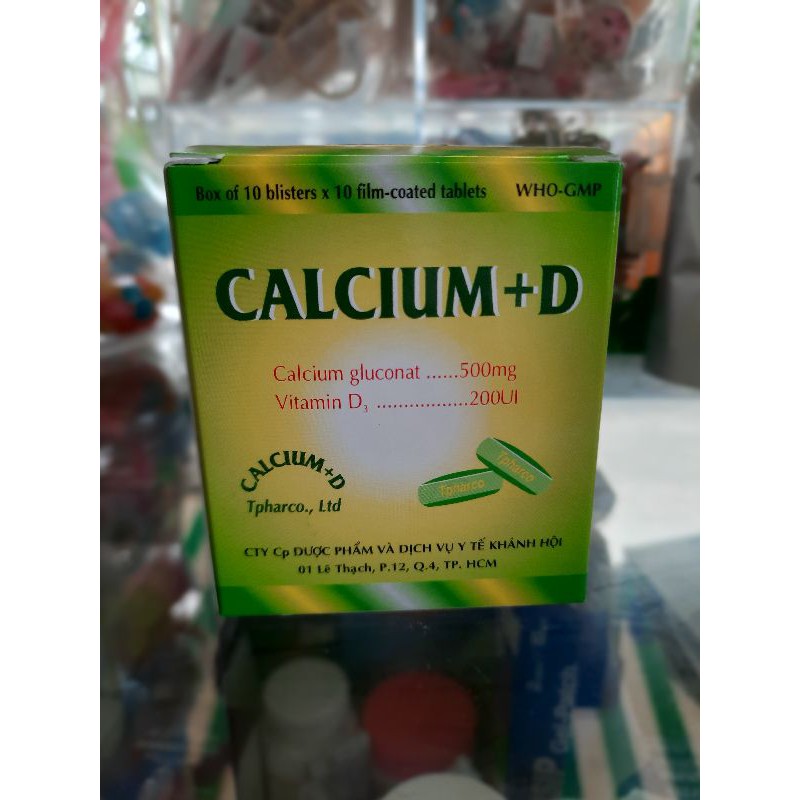 Box of 10 blisters x 10 film-coated tablets WHO-GMP
CALCIUM+D
Calcium gluconat ......500mg
Vitamin D₃ .................200UI
CALCIUM+D
Tpharco., Ltd
Tpharco
Tpharco
CTY Cp DƯỢC PHẨM VÀ DỊCH VỤ Y TẾ KHÁNH HỘI
01 Lê Thạch, P.12, Q.4, TP. HCM